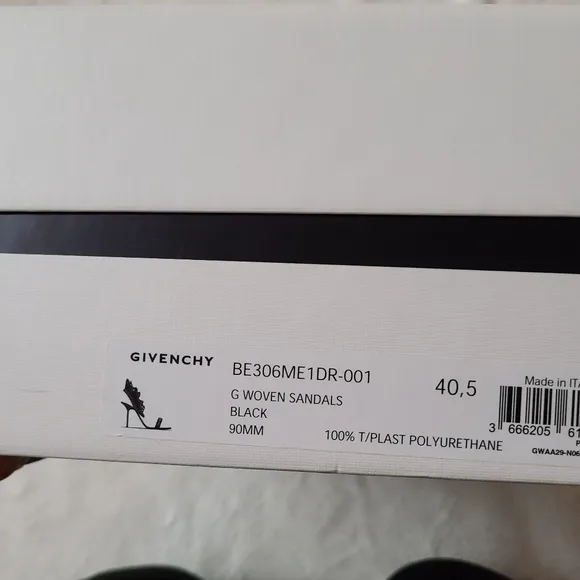 GIVENCHY
BE306ME1DR-001
G WOVEN SANDALS
BLACK
90MM
100% T/PLAST POLYURETHANE
40,5
Made in
3 666205